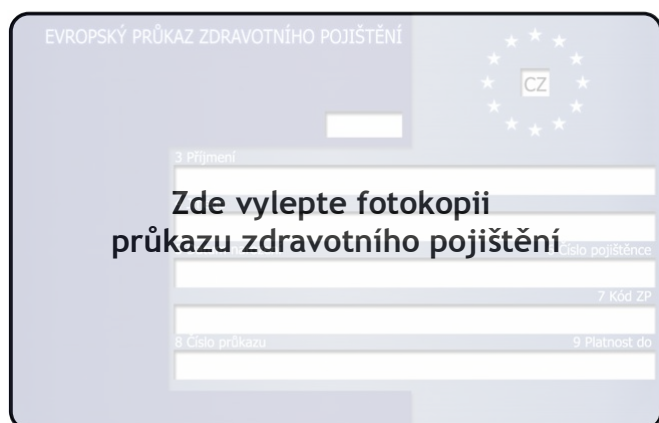 EVROPSKÝ PRŮKAZ ZDRAVOTNÍHO POJIŠTĚNÍ
CZ
3 Příjmení
Zde vylepte fotokopii
průkazu zdravotního pojištění
6 Číslo pojištěnce
7 Kód ZP
8 Číslo průkazu 9 Platnost do